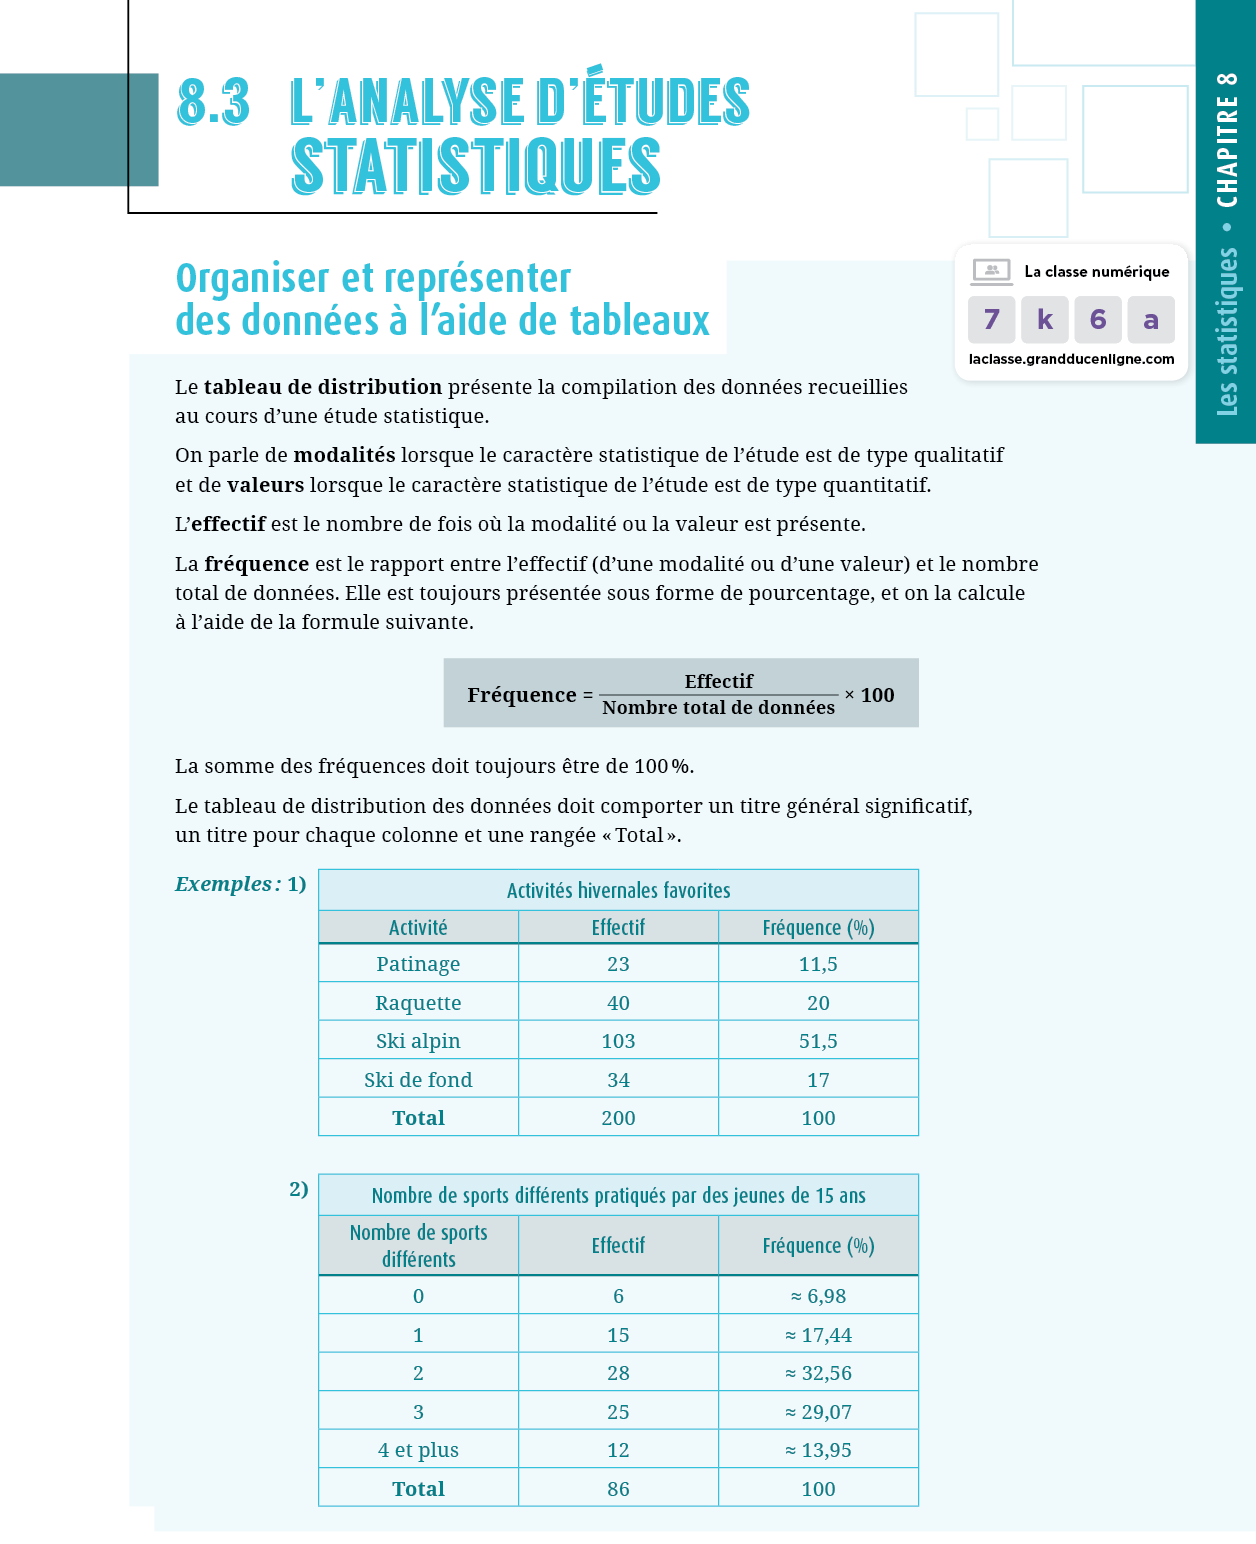 8.3 L’ANALYSE D’ÉTUDES
STATISTIQUES
Les statistiques • CHAPITRE 8
La classe numérique
7 k 6 a
laclasse.grandducenligne.com
Organiser et représenter
des données à l’aide de tableaux
Le tableau de distribution présente la compilation des données recueillies
au cours d’une étude statistique.
On parle de modalités lorsque le caractère statistique de l’étude est de type qualitatif
et de valeurs lorsque le caractère statistique de l’étude est de type quantitatif.
L’effectif est le nombre de fois où la modalité ou la valeur est présente.
La fréquence est le rapport entre l’effectif (d’une modalité ou d’une valeur) et le nombre
total de données. Elle est toujours présentée sous forme de pourcentage, et on la calcule
à l’aide de la formule suivante.
Fréquence = Effectif / Nombre total de données × 100
La somme des fréquences doit toujours être de 100 %.
Le tableau de distribution des données doit comporter un titre général significatif,
un titre pour chaque colonne et une rangée « Total ».
Exemples : 1)
Activités hivernales favorites
Activité Effectif Fréquence (%)
Patinage 23 11,5
Raquette 40 20
Ski alpin 103 51,5
Ski de fond 34 17
Total 200 100
2)
Nombre de sports différents pratiqués par des jeunes de 15 ans
Nombre de sports
différents Effectif Fréquence (%)
0 6 ≈ 6,98
1 15 ≈ 17,44
2 28 ≈ 32,56
3 25 ≈ 29,07
4 et plus 12 ≈ 13,95
Total 86 100